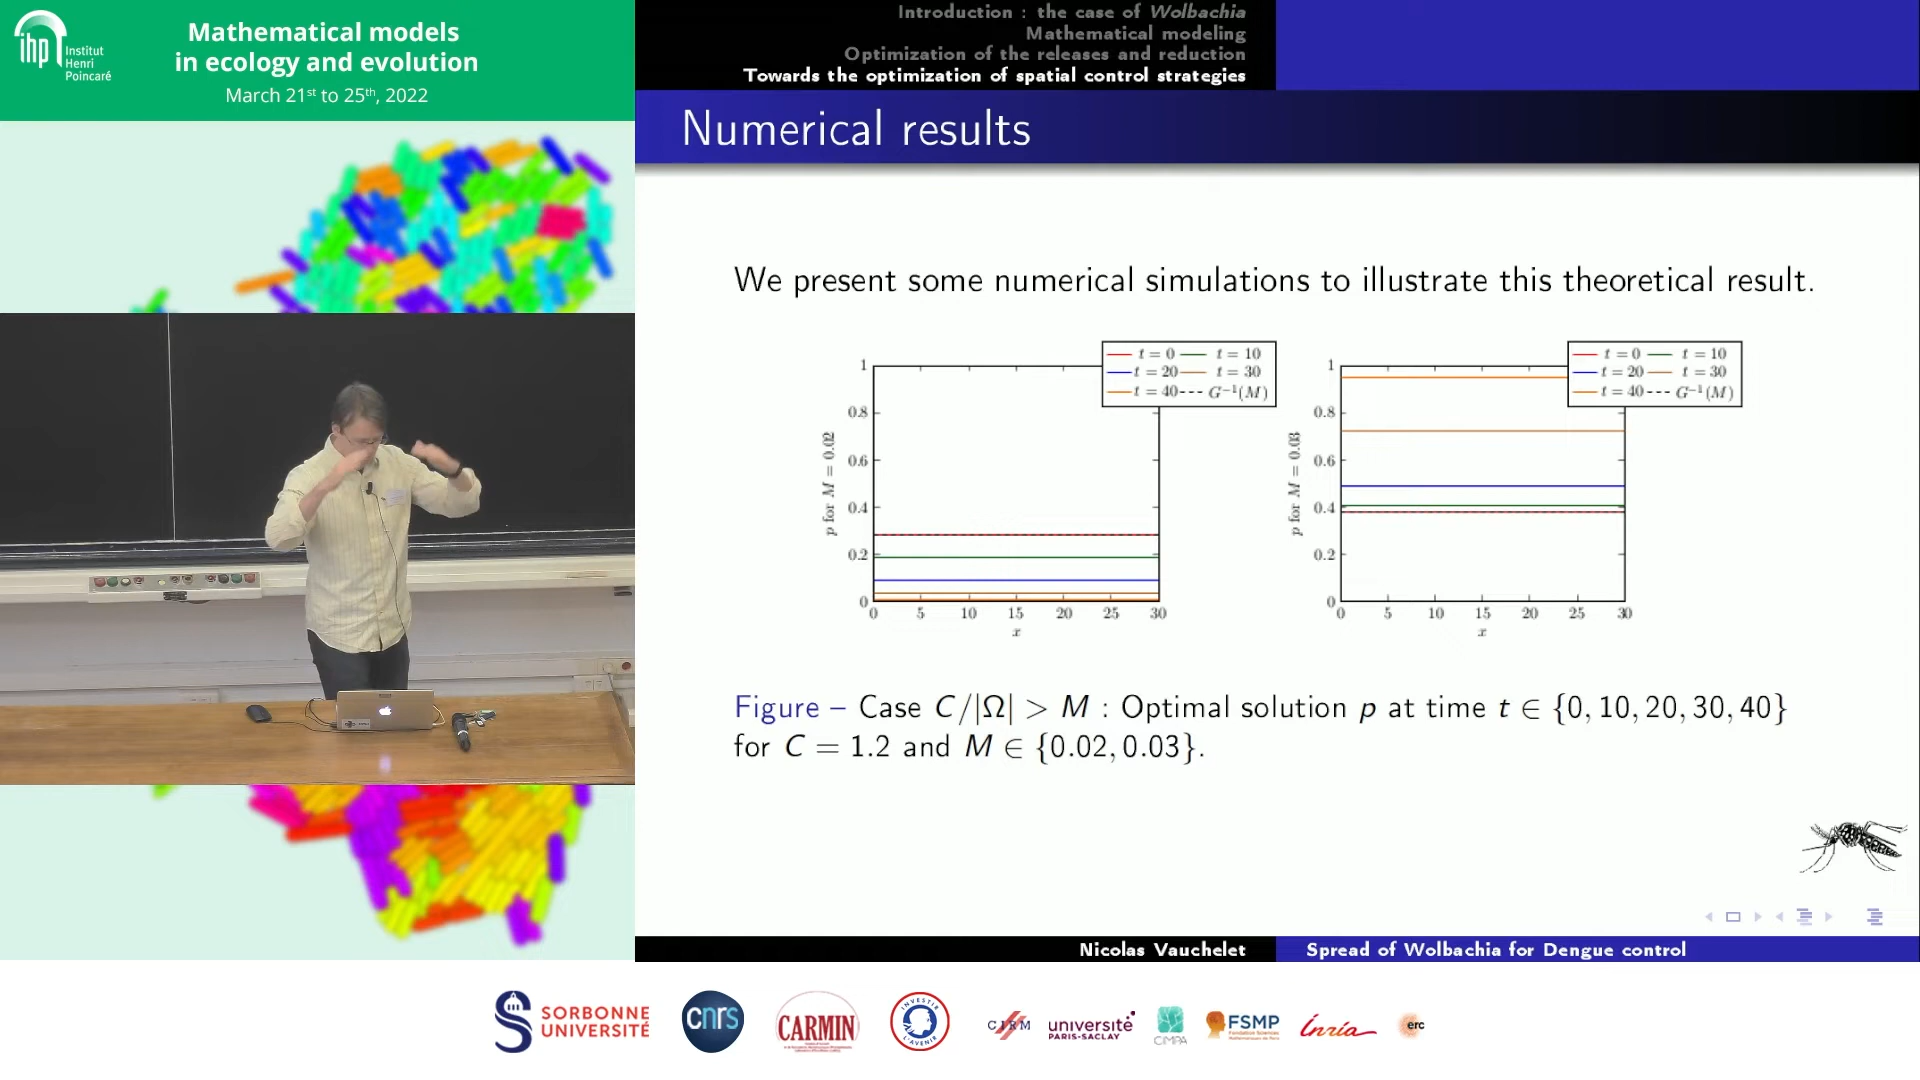 ihp Institut
Henri
Poincaré
Mathematical models
in ecology and evolution
March 21st to 25th, 2022
Introduction : the case of Wolbachia
Mathematical modeling
Optimization of the releases and reduction
Towards the optimization of spatial control strategies
Numerical results
We present some numerical simulations to illustrate this theoretical result.
t = 0 t = 10
t = 20 t = 30
t = 40 G⁻¹(M)
1
0.8
0.6
0.4
0.2
0
p for M = 0.02
0 5 10 15 20 25 30
x
t = 0 t = 10
t = 20 t = 30
t = 40 G⁻¹(M)
1
0.8
0.6
0.4
0.2
0
p for M = 0.03
0 5 10 15 20 25 30
x
Figure – Case C/|Ω| > M : Optimal solution p at time t ∈ {0, 10, 20, 30, 40}
for C = 1.2 and M ∈ {0.02, 0.03}.
Nicolas Vauchelet Spread of Wolbachia for Dengue control
SORBONNE
UNIVERSITÉ
cnrs
CARMIN
INVESTIR
L'AVENIR
CIRM
université
PARIS-SACLAY
CIMPA
FSMP
Inria
erc